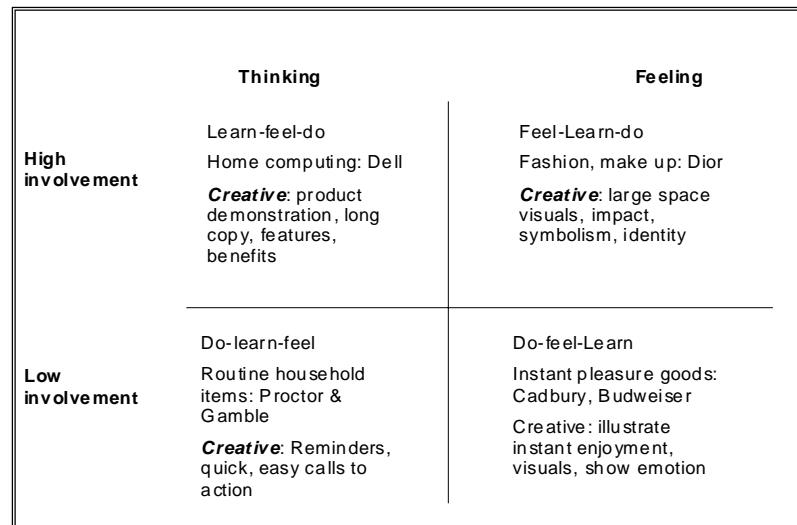 Thinking
Feeling
High
involvement
Learn-feel-do
Home computing: Dell
Creative: product
demonstration, long
copy, features,
benefits
Feel-Learn-do
Fashion, make up: Dior
Creative: large space
visuals, impact,
symbolism, identity
Low
involvement
Do-learn-feel
Routine household
items: Proctor &
Gamble
Creative: Reminders,
quick, easy calls to
action
Do-feel-Learn
Instant pleasure goods:
Cadbury, Budweiser
Creative: illustrate
instant enjoyment,
visuals, show emotion